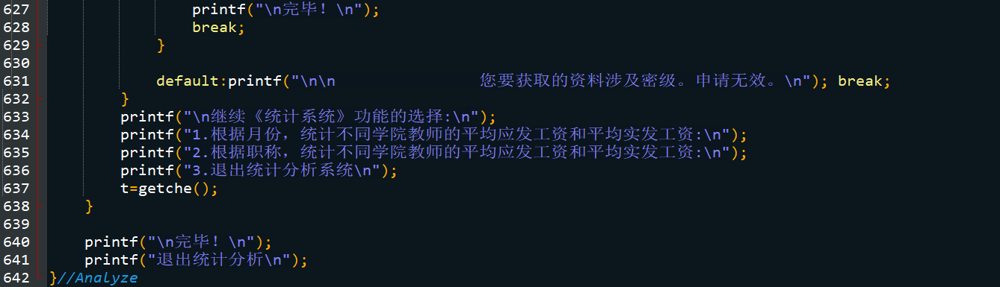 627 printf("\n完毕！\n");
628 break;
629 }
630
631 default:printf("\n\n                您要获取的资料涉及密级。申请无效。\n"); break;
632 }
633 printf("\n继续《统计系统》功能的选择:\n");
634 printf("1.根据月份，统计不同学院教师的平均应发工资和平均实发工资:\n");
635 printf("2.根据职称，统计不同学院教师的平均应发工资和平均实发工资:\n");
636 printf("3.退出统计分析系统\n");
637 t=getche();
638 }
639
640 printf("\n完毕！\n");
641 printf("退出统计分析\n");
642 }//Analyze